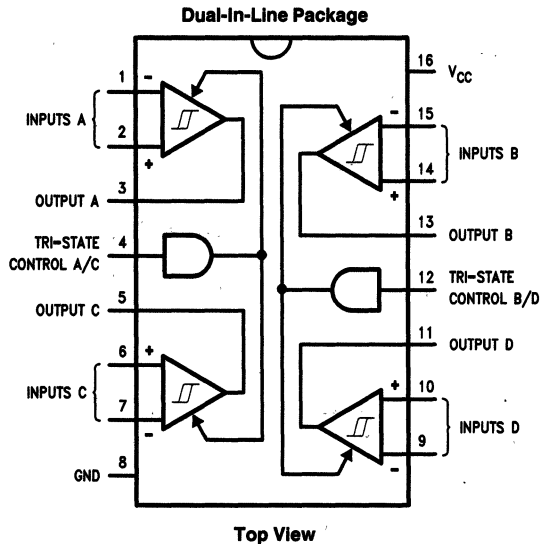 Dual-In-Line Package
1
-
INPUTS A
2
+
3
OUTPUT A
4
TRI-STATE
CONTROL A/C
5
OUTPUT C
6
+
INPUTS C
7
-
8
GND
16
VCC
-
15
INPUTS B
14
+
13
OUTPUT B
12
TRI-STATE
CONTROL B/D
11
OUTPUT D
+
10
INPUTS D
9
-
Top View